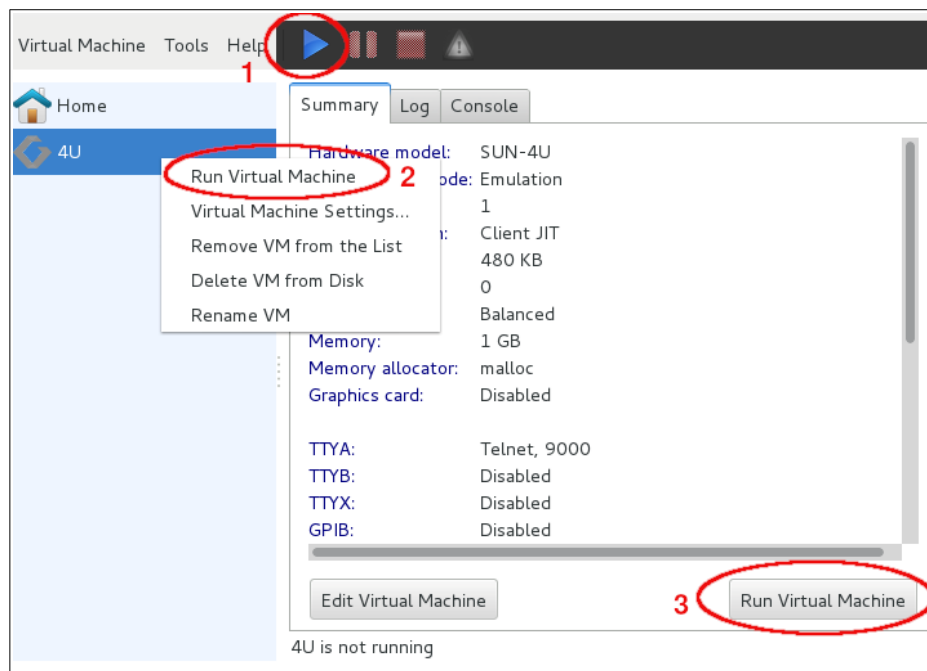 Virtual Machine Tools Help
1
Home
4U
Run Virtual Machine 2
Virtual Machine Settings...
Remove VM from the List
Delete VM from Disk
Rename VM
Summary Log Console
Hardware model: SUN-4U
ode: Emulation
1
n: Client JIT
480 KB
0
Balanced
Memory: 1 GB
Memory allocator: malloc
Graphics card: Disabled
TTYA: Telnet, 9000
TTYB: Disabled
TTYX: Disabled
GPIB: Disabled
Edit Virtual Machine 3 Run Virtual Machine
4U is not running